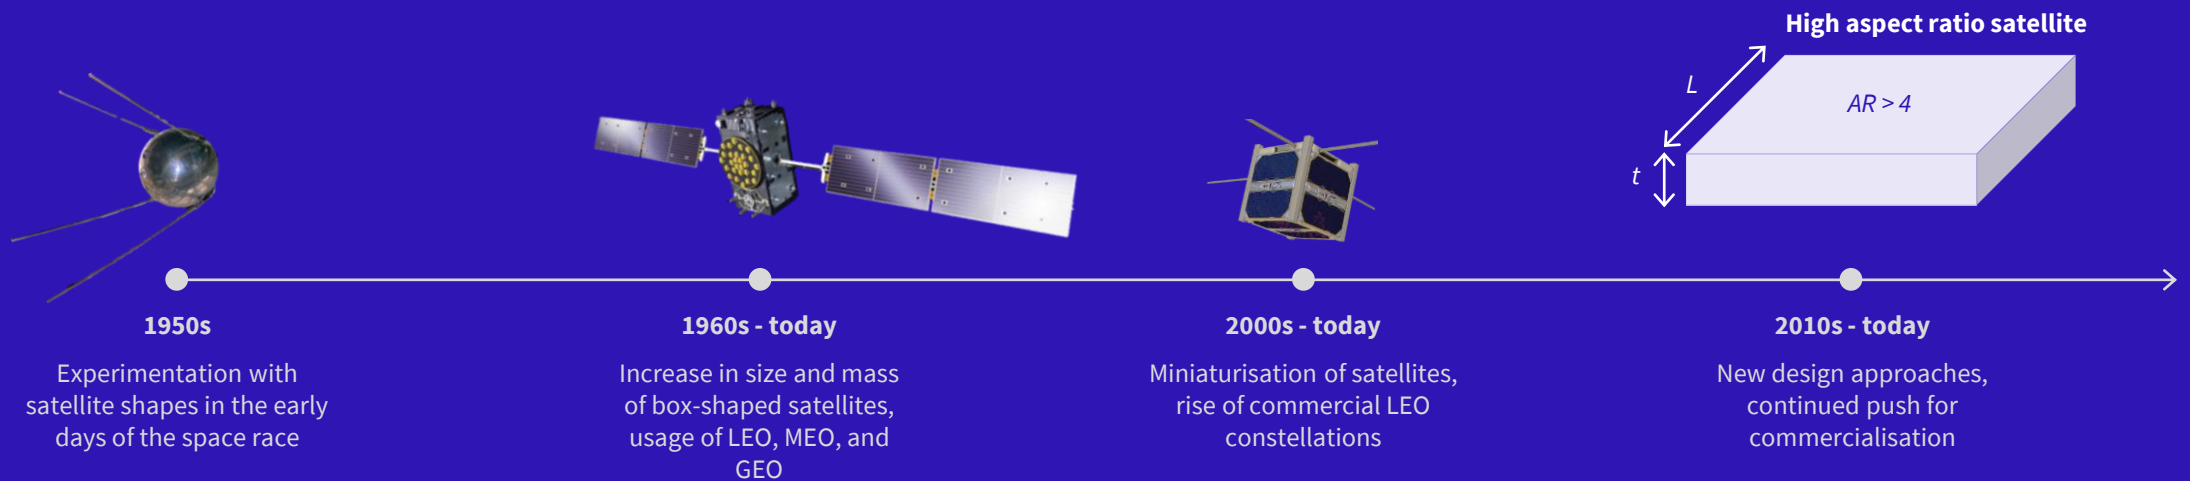 High aspect ratio satellite
L
AR > 4
t
1950s
Experimentation with
satellite shapes in the early
days of the space race
1960s - today
Increase in size and mass
of box-shaped satellites,
usage of LEO, MEO, and
GEO
2000s - today
Miniaturisation of satellites,
rise of commercial LEO
constellations
2010s - today
New design approaches,
continued push for
commercialisation